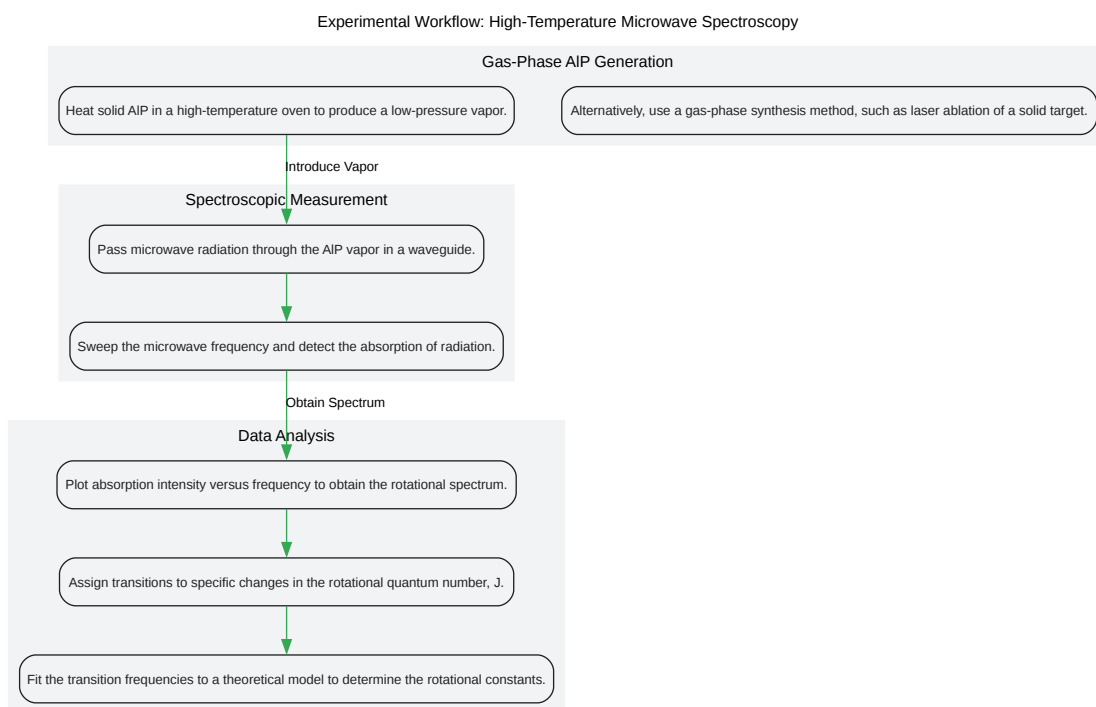 Experimental Workflow: High-Temperature Microwave Spectroscopy
Gas-Phase AlP Generation
Heat solid AlP in a high-temperature oven to produce a low-pressure vapor.
Alternatively, use a gas-phase synthesis method, such as laser ablation of a solid target.
Introduce Vapor
Spectroscopic Measurement
Pass microwave radiation through the AlP vapor in a waveguide.
Sweep the microwave frequency and detect the absorption of radiation.
Obtain Spectrum
Data Analysis
Plot absorption intensity versus frequency to obtain the rotational spectrum.
Assign transitions to specific changes in the rotational quantum number, J.
Fit the transition frequencies to a theoretical model to determine the rotational constants.